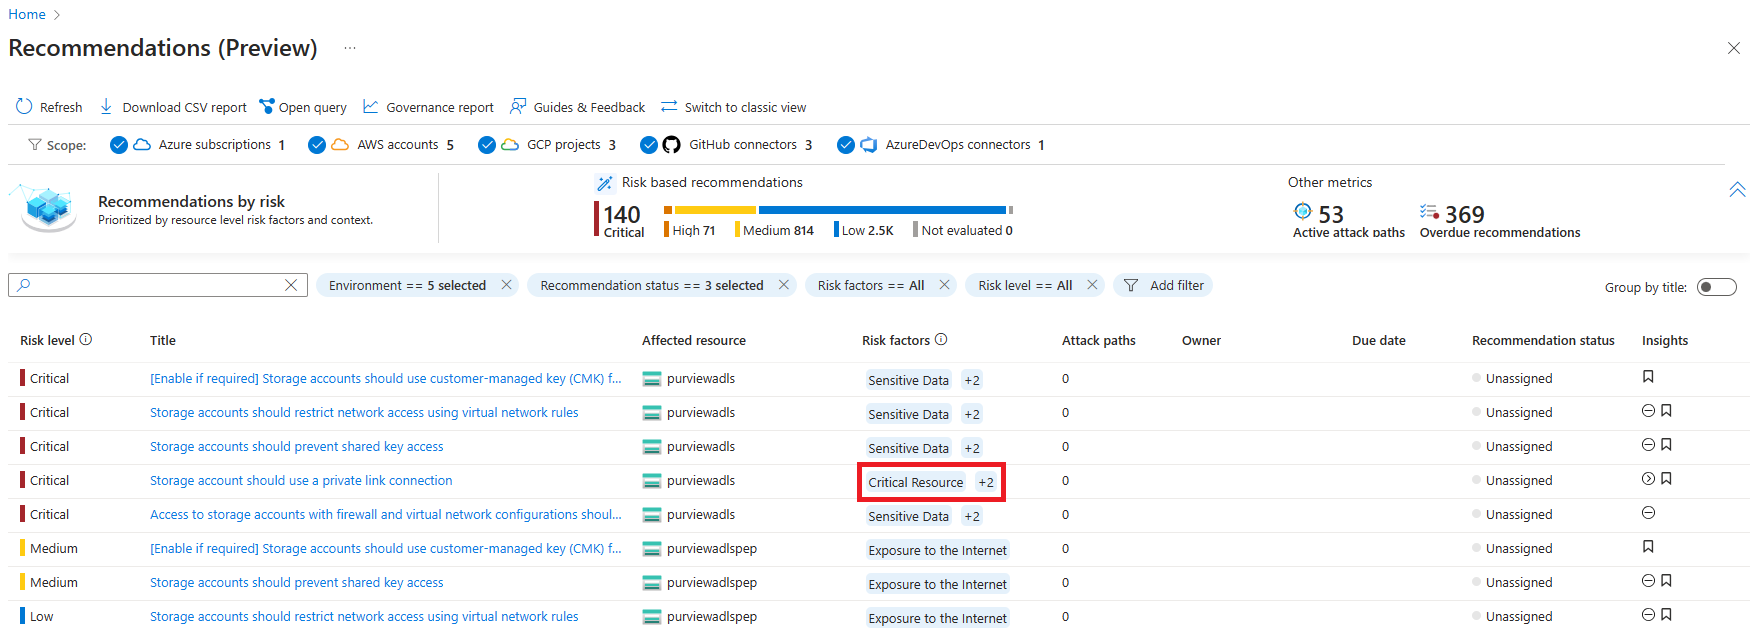 Home
Recommendations (Preview) ...
Refresh Download CSV report Open query Governance report Guides & Feedback Switch to classic view
Scope: Azure subscriptions 1 AWS accounts 5 GCP projects 3 GitHub connectors 3 AzureDevOps connectors 1
Recommendations by risk
Prioritized by resource level risk factors and context.
Risk based recommendations
140
Critical
High 71 Medium 814 Low 2.5K Not evaluated 0
Other metrics
53
Active attack paths
369
Overdue recommendations
Environment == 5 selected Recommendation status == 3 selected Risk factors == All Risk level == All Add filter
Group by title:
Risk level Title Affected resource Risk factors Attack paths Owner Due date Recommendation status Insights
Critical [Enable if required] Storage accounts should use customer-managed key (CMK) f... purviewadls Sensitive Data +2 0 Unassigned
Critical Storage accounts should restrict network access using virtual network rules purviewadls Sensitive Data +2 0 Unassigned
Critical Storage accounts should prevent shared key access purviewadls Sensitive Data +2 0 Unassigned
Critical Storage account should use a private link connection purviewadls Critical Resource +2 0 Unassigned
Critical Access to storage accounts with firewall and virtual network configurations shoul... purviewadls Sensitive Data +2 0 Unassigned
Medium [Enable if required] Storage accounts should use customer-managed key (CMK) f... purviewadlspep Exposure to the Internet 0 Unassigned
Medium Storage accounts should prevent shared key access purviewadlspep Exposure to the Internet 0 Unassigned
Low Storage accounts should restrict network access using virtual network rules purviewadlspep Exposure to the Internet 0 Unassigned